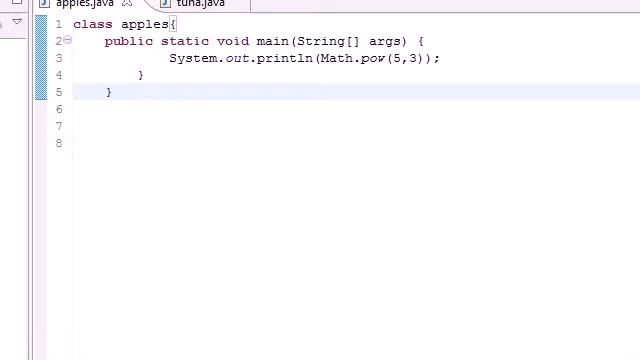 apples.java tuna.java
1 class apples{
2 public static void main(String[] args) {
3 System.out.println(Math.pow(5,3));
4 }
5 }
6
7
8